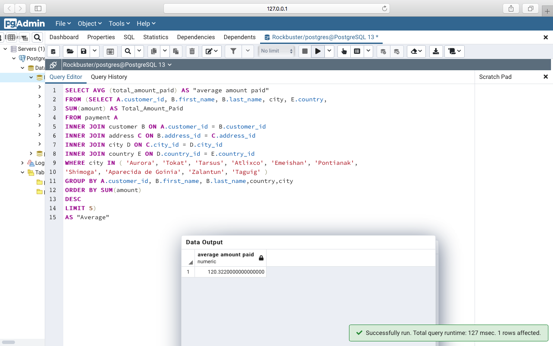 127.0.0.1
PgAdmin File Object Tools Help
Dashboard Properties SQL Statistics Dependencies Dependents Rockbuster/postgres@PostgreSQL 13 *
Servers (1)
No limit
Rockbuster/postgres@PostgreSQL 13
Query Editor Query History Scratch Pad
1 SELECT AVG (total_amount_paid) AS "average amount paid"
2 FROM (SELECT A.customer_id, B.first_name, B.last_name, city, E.country,
3 SUM(amount) AS Total_Amount_Paid
4 FROM payment A
5 INNER JOIN customer B ON A.customer_id = B.customer_id
6 INNER JOIN address C ON B.address_id = C.address_id
7 INNER JOIN city D ON C.city_id = D.city_id
8 INNER JOIN country E ON D.country_id = E.country_id
9 WHERE city IN ( 'Aurora', 'Tokat', 'Tarsus', 'Atlixco', 'Emeishan', 'Pontianak',
10 'Shimoga', 'Aparecida de Goinia', 'Zalantun', 'Taguig' )
11 GROUP BY A.customer_id, B.first_name, B.last_name,country,city
12 ORDER BY SUM(amount)
13 DESC
14 LIMIT 5)
15 AS "Average"
Data Output
average amount paid
numeric
1 120.3220000000000000
Successfully run. Total query runtime: 127 msec. 1 rows affected.